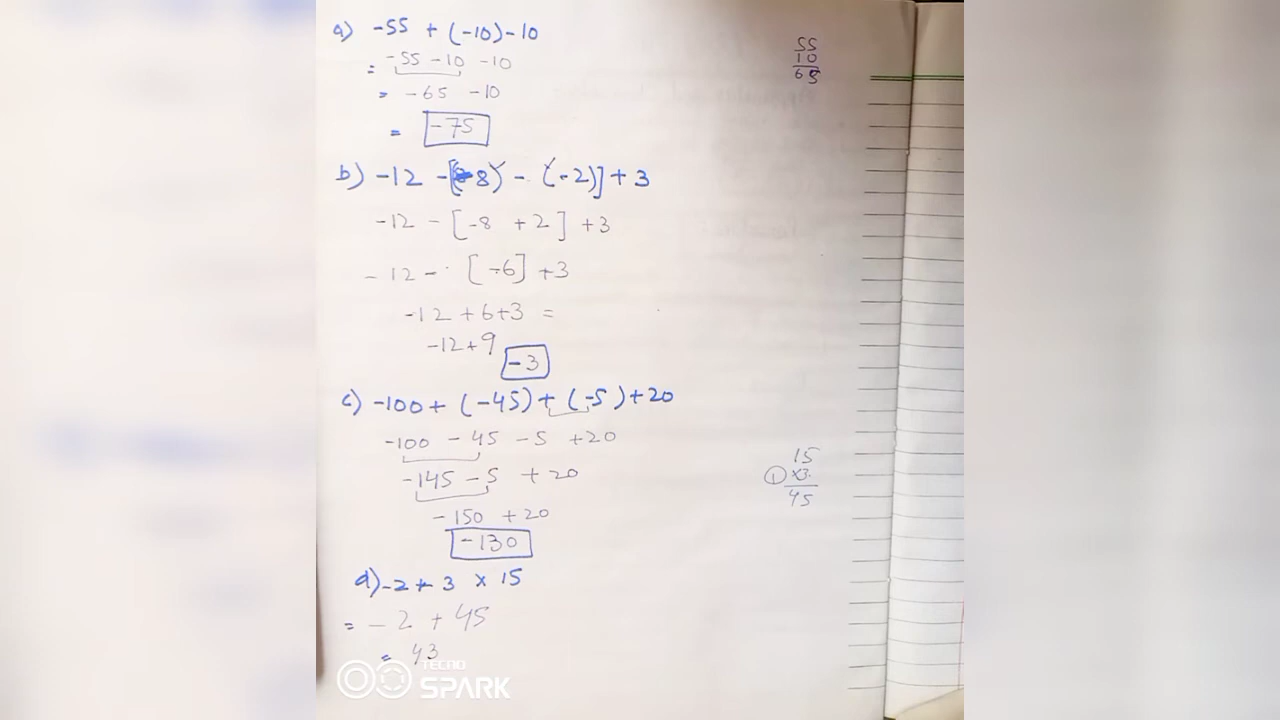 a) -55 + (-10) - 10
= -55 - 10 - 10
= -65 - 10
= -75
55
10
65
b) -12 - [(-8) - (-2)] + 3
-12 - [-8 + 2] + 3
-12 - [-6] + 3
-12 + 6 + 3 =
-12 + 9
-3
c) -100 + (-45) + (-5) + 20
-100 - 45 - 5 + 20
-145 - 5 + 20
-150 + 20
-130
15
① ×3
45
d) -2 + 3 × 15
= -2 + 45
= 43
TECNO
SPARK